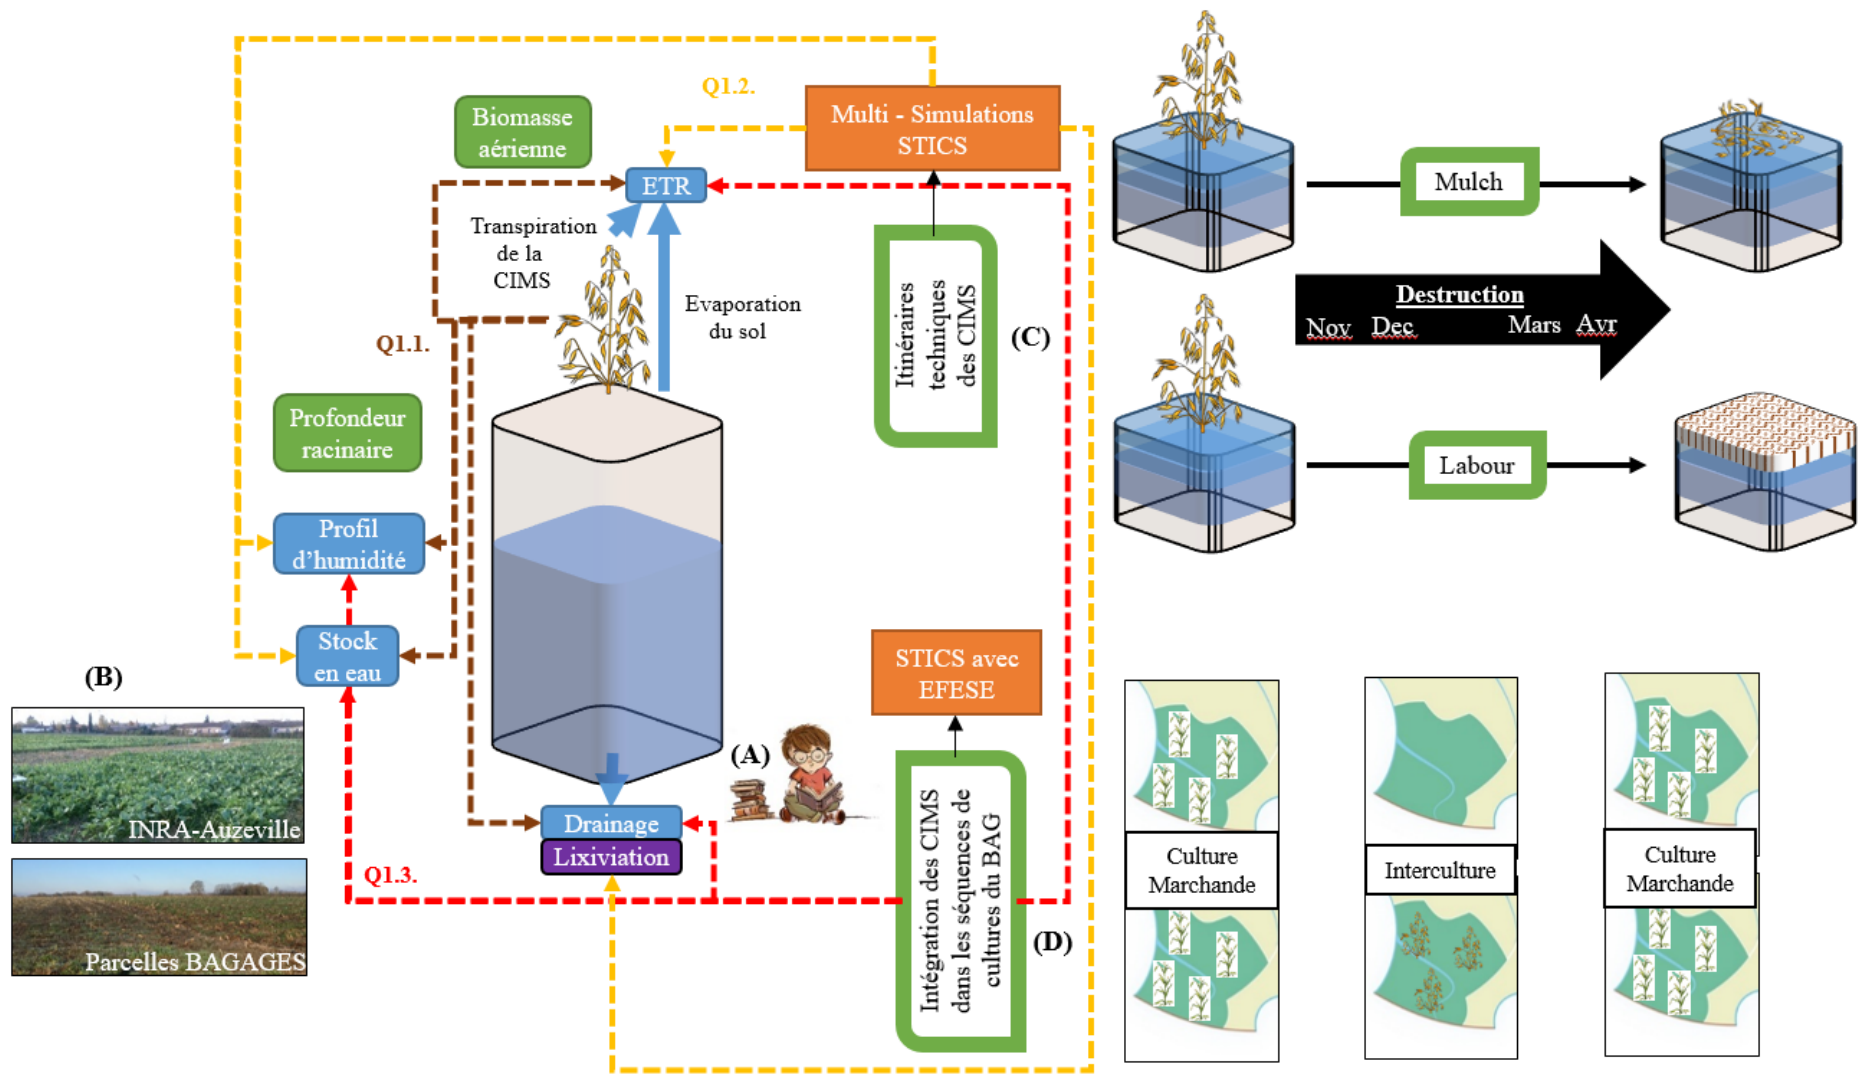 Q1.2.
Multi - Simulations
STICS
Biomasse
aérienne
ETR
Transpiration
de la
CIMS
Evaporation
du sol
Q1.1.
Itinéraires
techniques
des CIMS
(C)
Profondeur
racinaire
Profil
d’humidité
Stock
en eau
(B)
INRA-Auzeville
Parcelles BAGAGES
Q1.3.
(A)
Drainage
Lixiviation
STICS avec
EFESE
Intégration des CIMS
dans les séquences de
cultures du BAG
(D)
Mulch
Destruction
Nov Dec Mars Avr
Labour
Culture
Marchande
Interculture
Culture
Marchande